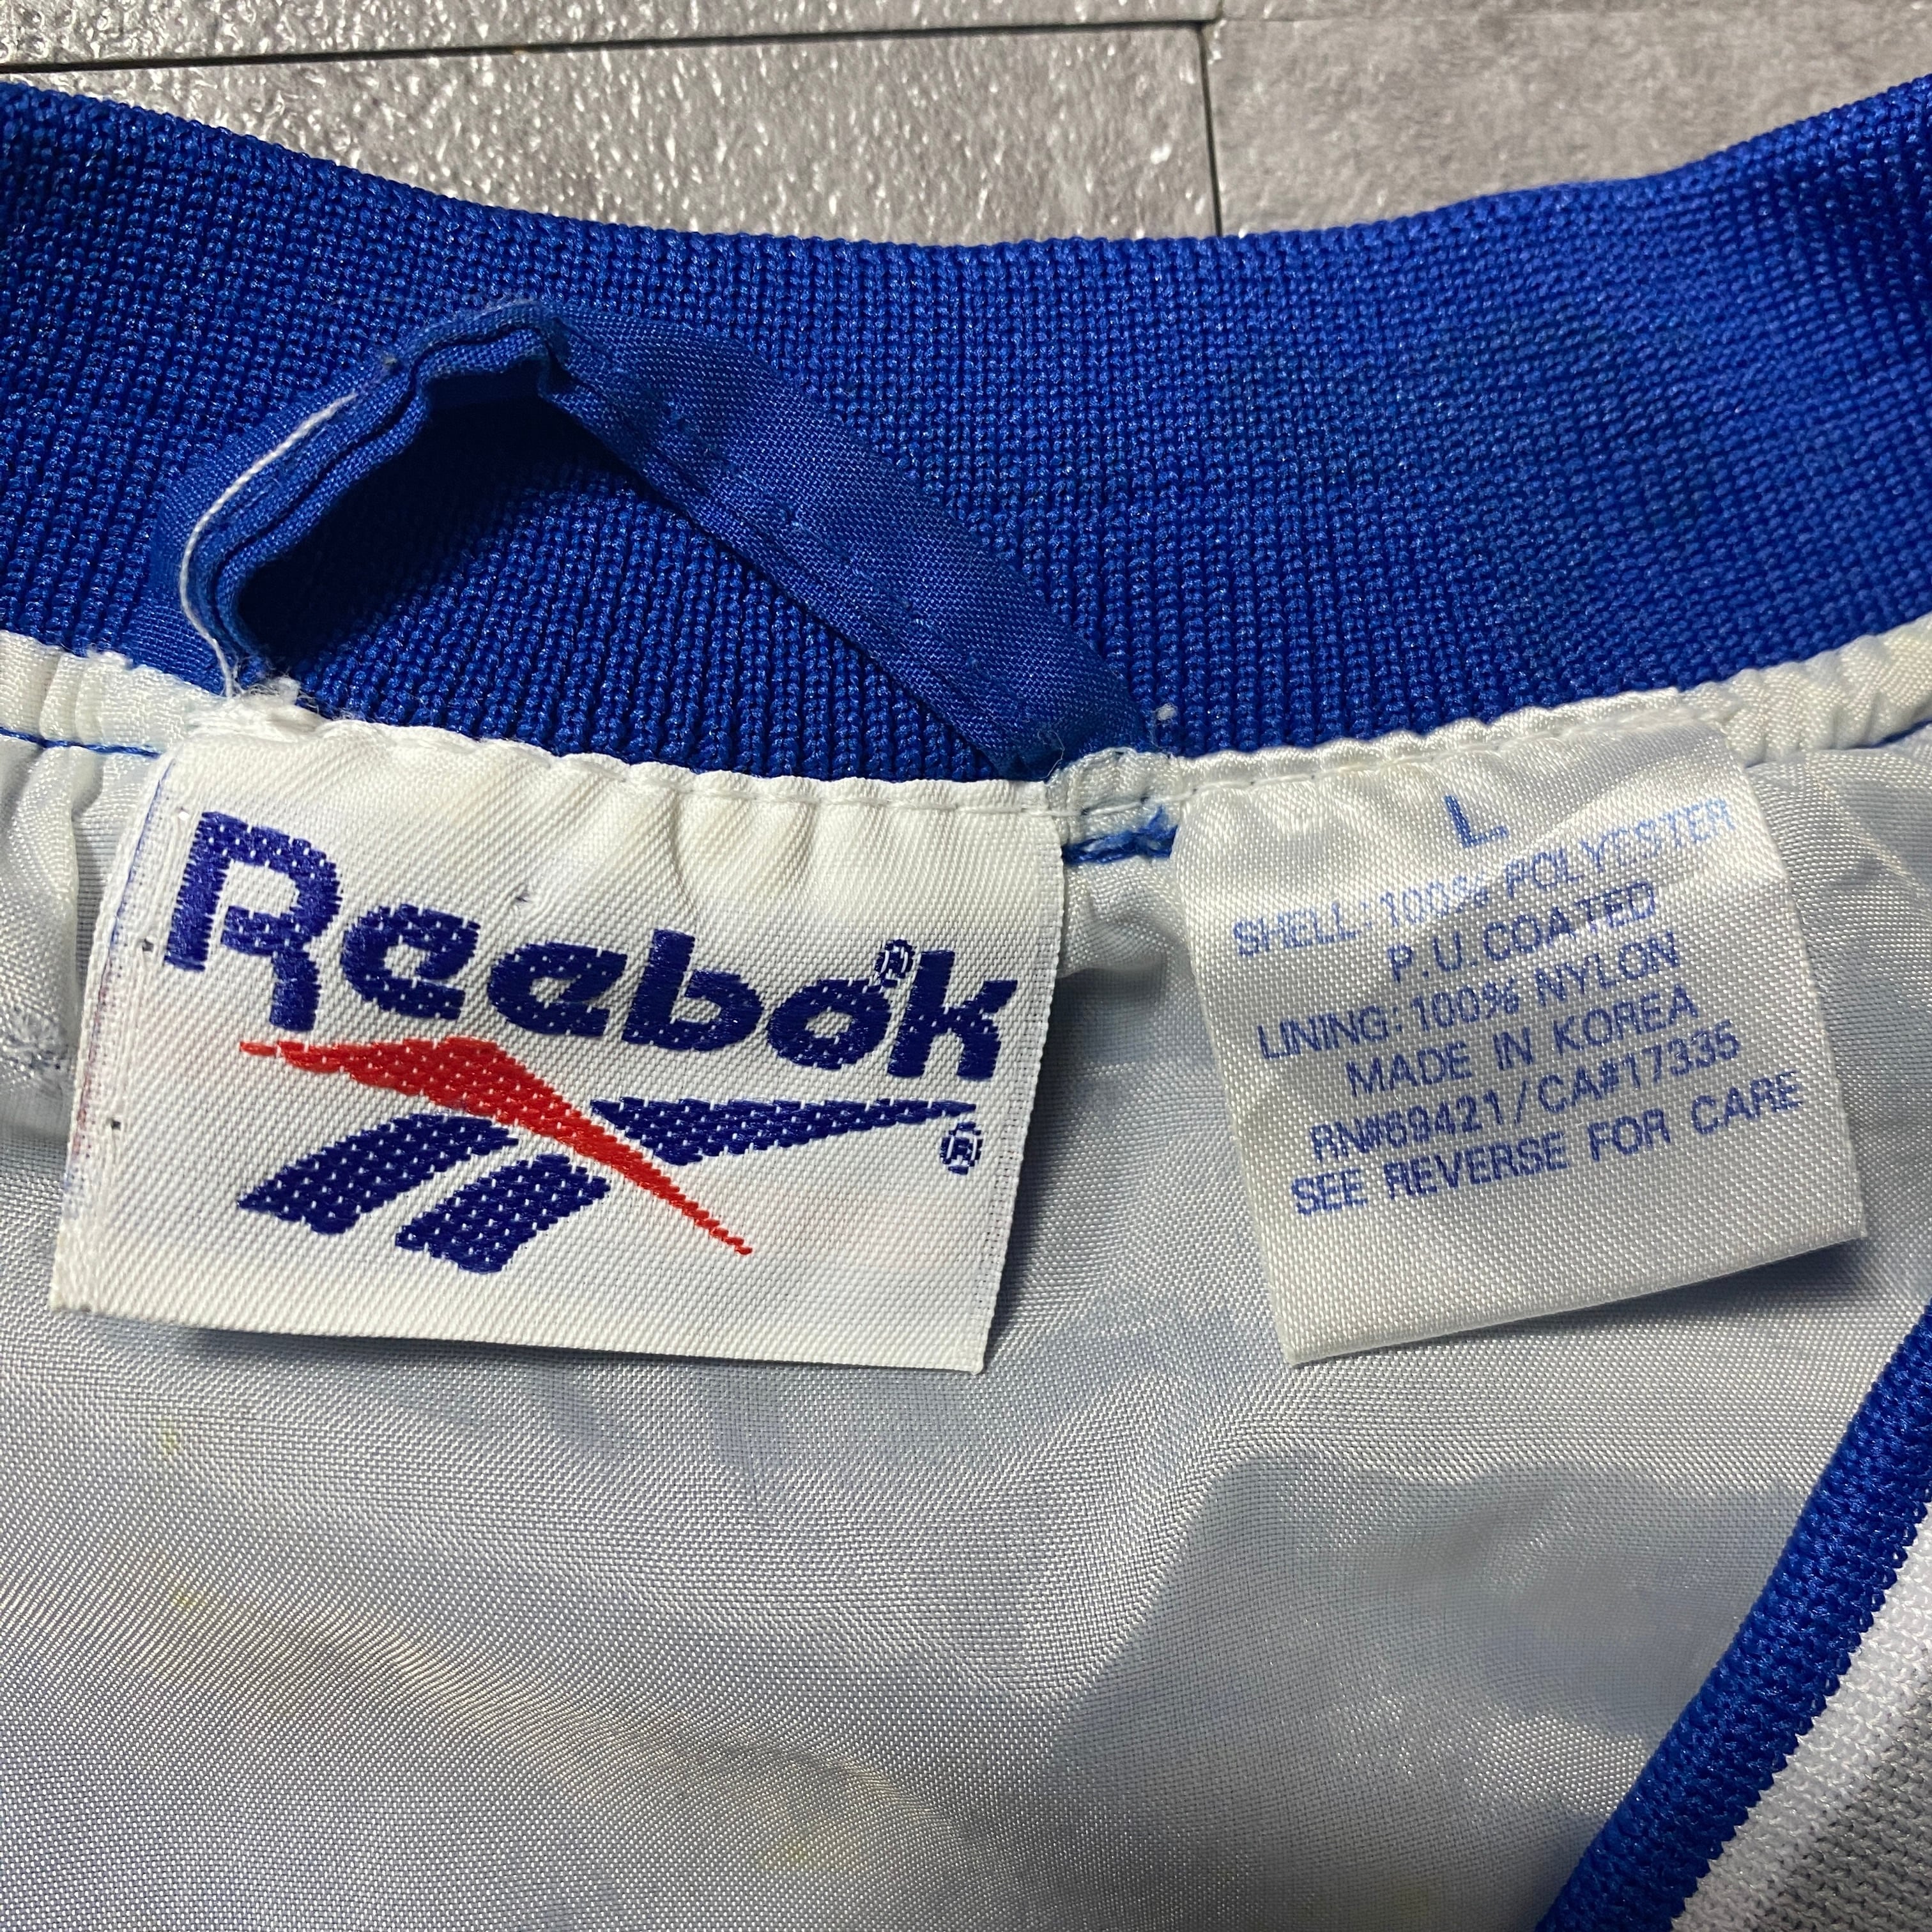 Reebok®
®
L
SHELL: 100% POLYESTER
P.U. COATED
LINING: 100% NYLON
MADE IN KOREA
RN#69421/CA#17335
SEE REVERSE FOR CARE